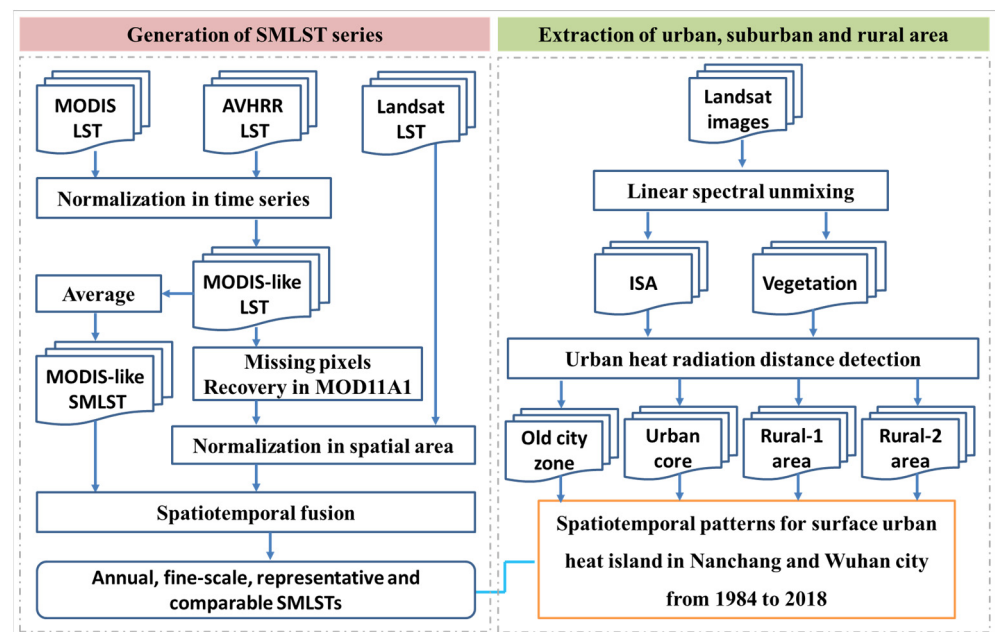 Generation of SMLST series
Extraction of urban, suburban and rural area
MODIS
LST
AVHRR
LST
Landsat
LST
Normalization in time series
MODIS-like
LST
Average
MODIS-like
SMLST
Missing pixels
Recovery in MOD11A1
Normalization in spatial area
Spatiotemporal fusion
Annual, fine-scale, representative and
comparable SMLSTs
Landsat
images
Linear spectral unmixing
ISA
Vegetation
Urban heat radiation distance detection
Old city
zone
Urban
core
Rural-1
area
Rural-2
area
Spatiotemporal patterns for surface urban
heat island in Nanchang and Wuhan city
from 1984 to 2018